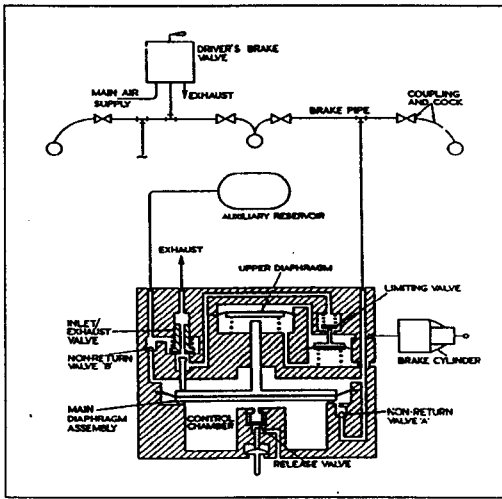 DRIVER'S BRAKE
VALVE
MAIN AIR
SUPPLY
EXHAUST
BRAKE PIPE
COUPLING
AND COCK
AUXILIARY RESERVOIR
EXHAUST
UPPER DIAPHRAGM
LIMITING VALVE
INLET/
EXHAUST
VALVE
NON-RETURN
VALVE 'B'
BRAKE CYLINDER
MAIN
DIAPHRAGM
ASSEMBLY
CONTROL
CHAMBER
NON-RETURN
VALVE 'A'
RELEASE VALVE